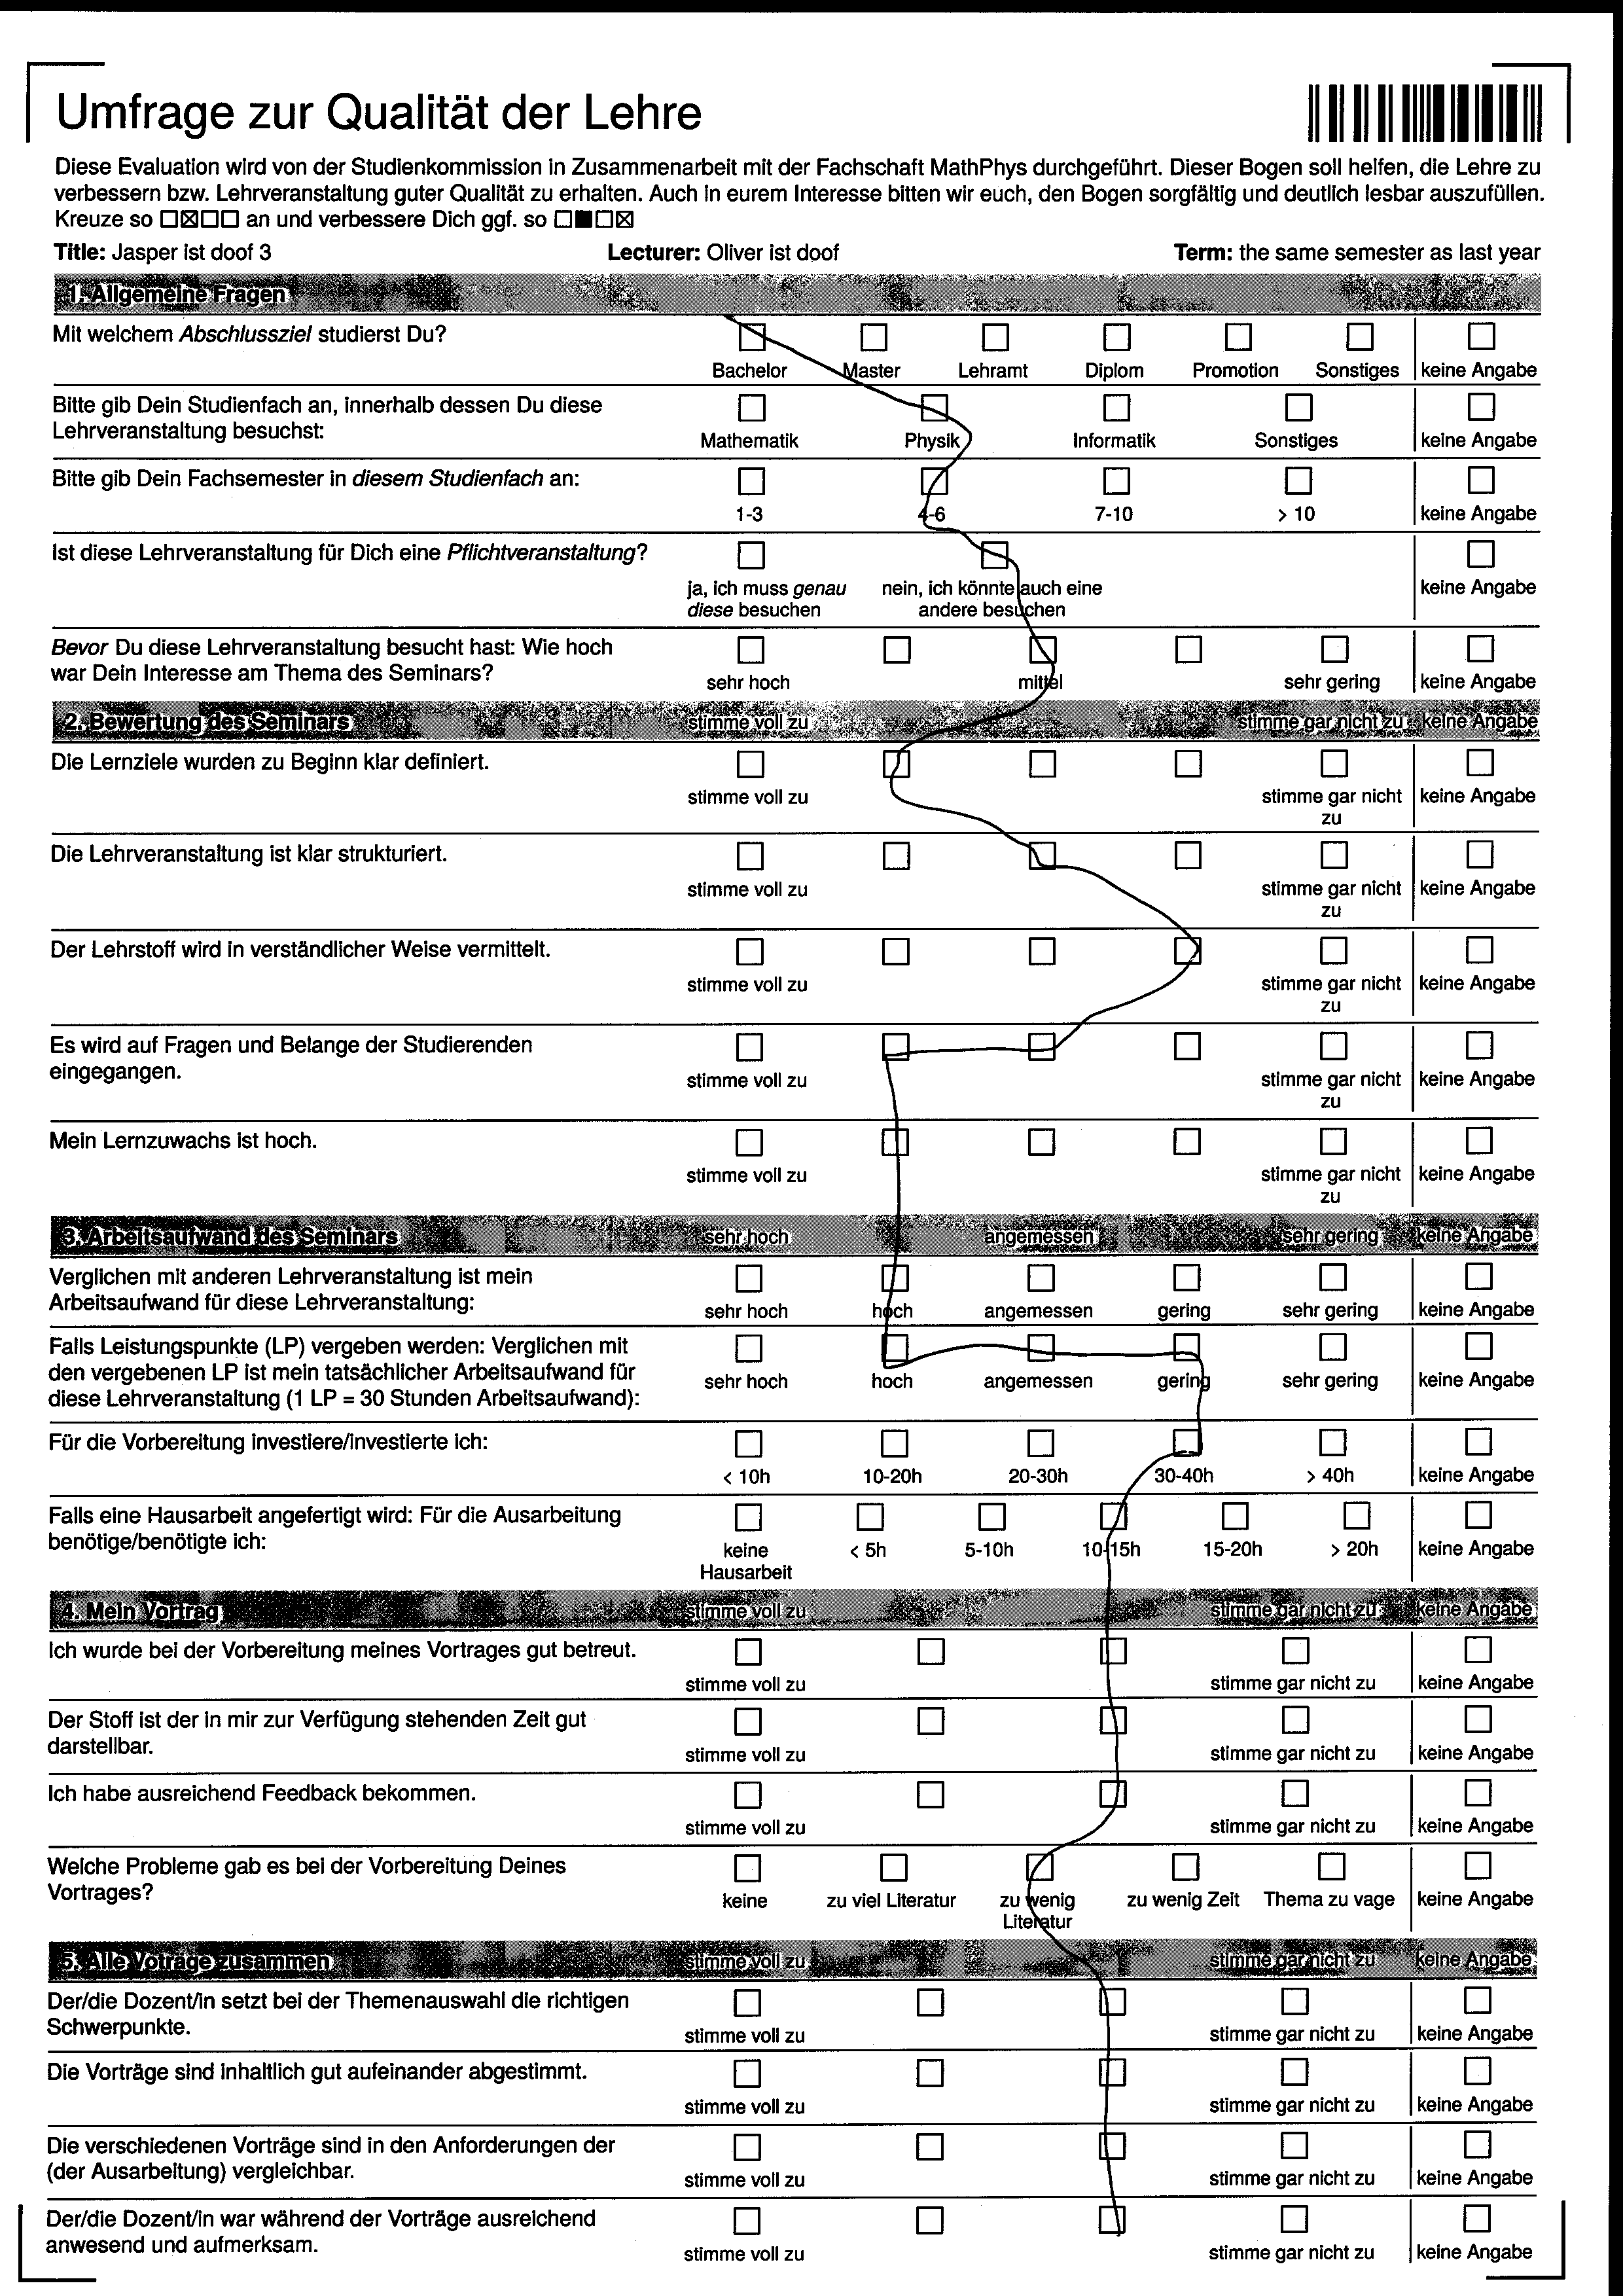 Umfrage zur Qualität der Lehre
Diese Evaluation wird von der Studienkommission in Zusammenarbeit mit der Fachschaft MathPhys durchgeführt. Dieser Bogen soll helfen, die Lehre zu
verbessern bzw. Lehrveranstaltung guter Qualität zu erhalten. Auch in eurem Interesse bitten wir euch, den Bogen sorgfältig und deutlich lesbar auszufüllen.
Kreuze so ☐☒☐☐ an und verbessere Dich ggf. so ☐■☐☒
Title: Jasper ist doof 3 Lecturer: Oliver ist doof Term: the same semester as last year
1. Allgemeine Fragen
Mit welchem Abschlussziel studierst Du?
Bachelor Master Lehramt Diplom Promotion Sonstiges keine Angabe
Bitte gib Dein Studienfach an, innerhalb dessen Du diese
Lehrveranstaltung besuchst:
Mathematik Physik Informatik Sonstiges keine Angabe
Bitte gib Dein Fachsemester in diesem Studienfach an:
1-3 4-6 7-10 > 10 keine Angabe
Ist diese Lehrveranstaltung für Dich eine Pflichtveranstaltung?
ja, ich muss genau nein, ich könnte auch eine keine Angabe
diese besuchen andere besuchen
Bevor Du diese Lehrveranstaltung besucht hast: Wie hoch
war Dein Interesse am Thema des Seminars?
sehr hoch mittel sehr gering keine Angabe
2. Bewertung des Seminars stimme voll zu stimme gar nicht zu keine Angabe
Die Lernziele wurden zu Beginn klar definiert.
stimme voll zu stimme gar nicht keine Angabe
zu
Die Lehrveranstaltung ist klar strukturiert.
stimme voll zu stimme gar nicht keine Angabe
zu
Der Lehrstoff wird in verständlicher Weise vermittelt.
stimme voll zu stimme gar nicht keine Angabe
zu
Es wird auf Fragen und Belange der Studierenden
eingegangen.
stimme voll zu stimme gar nicht keine Angabe
zu
Mein Lernzuwachs ist hoch.
stimme voll zu stimme gar nicht keine Angabe
zu
3. Arbeitsaufwand des Seminars sehr hoch angemessen sehr gering keine Angabe
Verglichen mit anderen Lehrveranstaltung ist mein
Arbeitsaufwand für diese Lehrveranstaltung:
sehr hoch hoch angemessen gering sehr gering keine Angabe
Falls Leistungspunkte (LP) vergeben werden: Verglichen mit
den vergebenen LP ist mein tatsächlicher Arbeitsaufwand für
diese Lehrveranstaltung (1 LP = 30 Stunden Arbeitsaufwand):
sehr hoch hoch angemessen gering sehr gering keine Angabe
Für die Vorbereitung investiere/investierte ich:
< 10h 10-20h 20-30h 30-40h > 40h keine Angabe
Falls eine Hausarbeit angefertigt wird: Für die Ausarbeitung
benötige/benötigte ich:
keine < 5h 5-10h 10-15h 15-20h > 20h keine Angabe
Hausarbeit
4. Mein Vortrag stimme voll zu stimme gar nicht zu keine Angabe
Ich wurde bei der Vorbereitung meines Vortrages gut betreut.
stimme voll zu stimme gar nicht zu keine Angabe
Der Stoff ist der in mir zur Verfügung stehenden Zeit gut
darstellbar.
stimme voll zu stimme gar nicht zu keine Angabe
Ich habe ausreichend Feedback bekommen.
stimme voll zu stimme gar nicht zu keine Angabe
Welche Probleme gab es bei der Vorbereitung Deines
Vortrages?
keine zu viel Literatur zu wenig zu wenig Zeit Thema zu vage keine Angabe
Literatur
5. Alle Voträge zusammen stimme voll zu stimme gar nicht zu keine Angabe
Der/die Dozent/in setzt bei der Themenauswahl die richtigen
Schwerpunkte.
stimme voll zu stimme gar nicht zu keine Angabe
Die Vorträge sind inhaltlich gut aufeinander abgestimmt.
stimme voll zu stimme gar nicht zu keine Angabe
Die verschiedenen Vorträge sind in den Anforderungen der
(der Ausarbeitung) vergleichbar.
stimme voll zu stimme gar nicht zu keine Angabe
Der/die Dozent/in war während der Vorträge ausreichend
anwesend und aufmerksam.
stimme voll zu stimme gar nicht zu keine Angabe